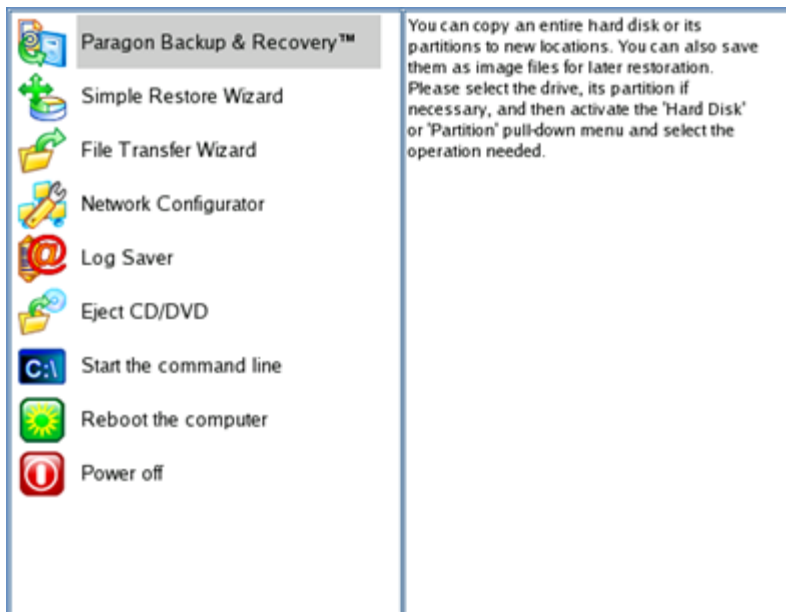 Paragon Backup & Recovery™
Simple Restore Wizard
File Transfer Wizard
Network Configurator
Log Saver
Eject CD/DVD
C:\
Start the command line
Reboot the computer
Power off
You can copy an entire hard disk or its
partitions to new locations. You can also save
them as image files for later restoration.
Please select the drive, its partition if
necessary, and then activate the 'Hard Disk'
or 'Partition' pull-down menu and select the
operation needed.